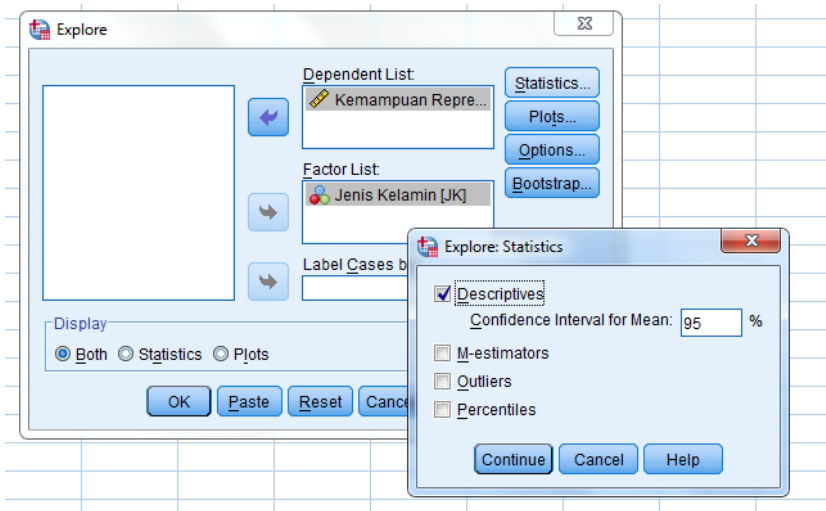 Explore
Dependent List:
Kemampuan Repre...
Statistics...
Plots...
Options...
Bootstrap...
Factor List:
Jenis Kelamin [JK]
Label Cases b
Display
Both Statistics Plots
OK Paste Reset Cance
Explore: Statistics
Descriptives
Confidence Interval for Mean: 95 %
M-estimators
Outliers
Percentiles
Continue Cancel Help